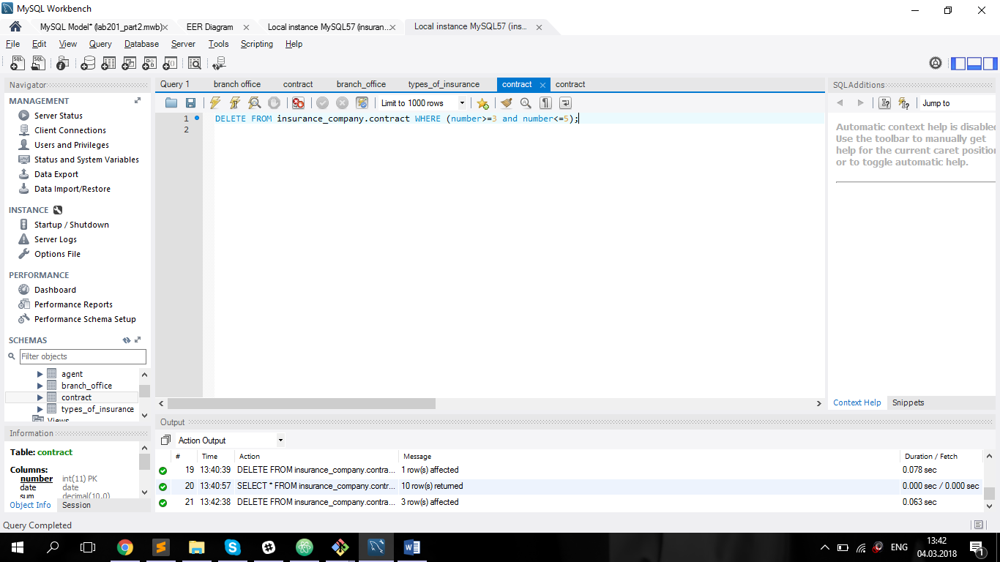 MySQL Workbench
MySQL Model* (lab201_part2.mwb)
EER Diagram
Local instance MySQL57 (insuran...
Local instance MySQL57 (ins...
File Edit View Query Database Server Tools Scripting Help
Navigator
MANAGEMENT
Server Status
Client Connections
Users and Privileges
Status and System Variables
Data Export
Data Import/Restore
INSTANCE
Startup / Shutdown
Server Logs
Options File
PERFORMANCE
Dashboard
Performance Reports
Performance Schema Setup
SCHEMAS
Filter objects
agent
branch_office
contract
types_of_insurance
Views
Information
Table: contract
Columns:
number int(11) PK
date date
sum decimal(10,0)
Object Info Session
Query 1 branch office contract branch_office types_of_insurance contract contract
Limit to 1000 rows
1 DELETE FROM insurance_company.contract WHERE (number>=3 and number<=5);
2
SQLAdditions
Jump to
Automatic context help is disabled.
Use the toolbar to manually get
help for the current caret position
or to toggle automatic help.
Context Help Snippets
Output
Action Output
# Time Action Message Duration / Fetch
19 13:40:39 DELETE FROM insurance_company.contra... 1 row(s) affected 0.078 sec
20 13:40:57 SELECT * FROM insurance_company.contr... 10 row(s) returned 0.000 sec / 0.000 sec
21 13:42:38 DELETE FROM insurance_company.contra... 3 row(s) affected 0.063 sec
Query Completed
ENG
13:42
04.03.2018
1